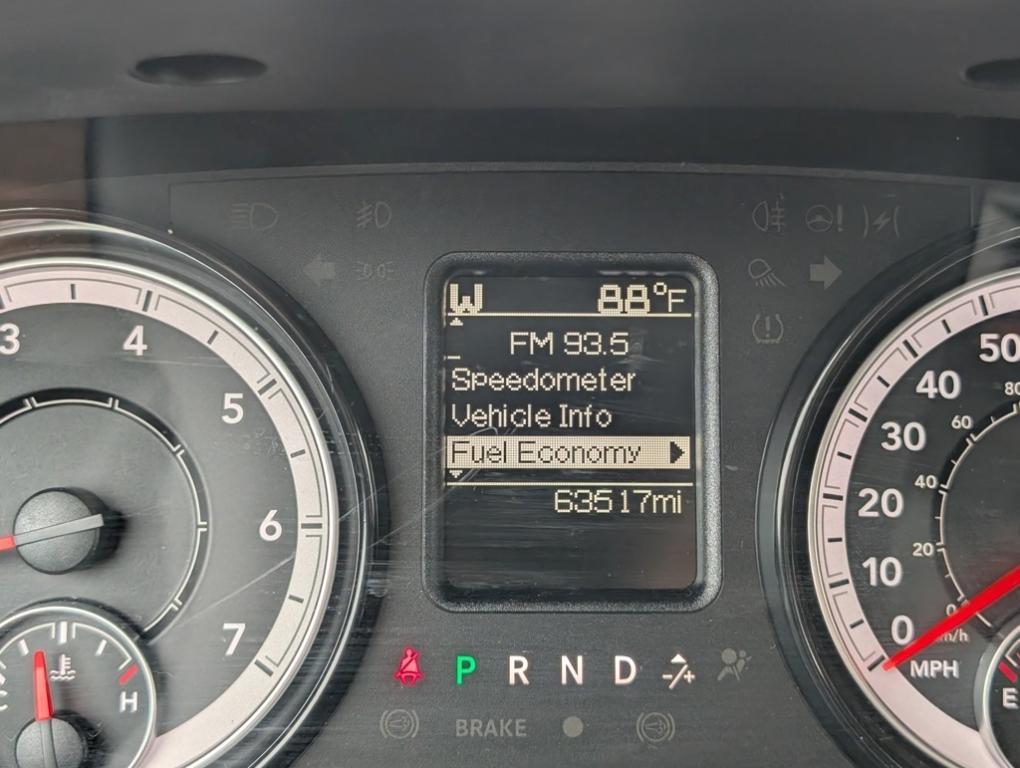 W 88°F
FM 93.5
Speedometer
Vehicle Info
Fuel Economy
63517mi
3
4
5
6
7
C
H
50
40
30
20
10
0
MPH
80
60
40
20
0
km/h
E
P R N D -/+
BRAKE